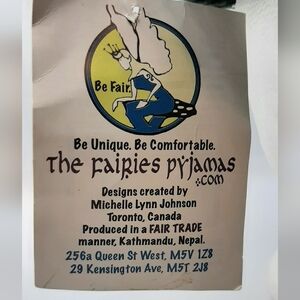 Be Fair.
Be Unique. Be Comfortable.
The Fairies Pyjamas
.com
Designs created by
Michelle Lynn Johnson
Toronto, Canada
Produced in a FAIR TRADE
manner, Kathmandu, Nepal.
256a Queen St West, M5V 1Z8
29 Kensington Ave, M5T 2J8